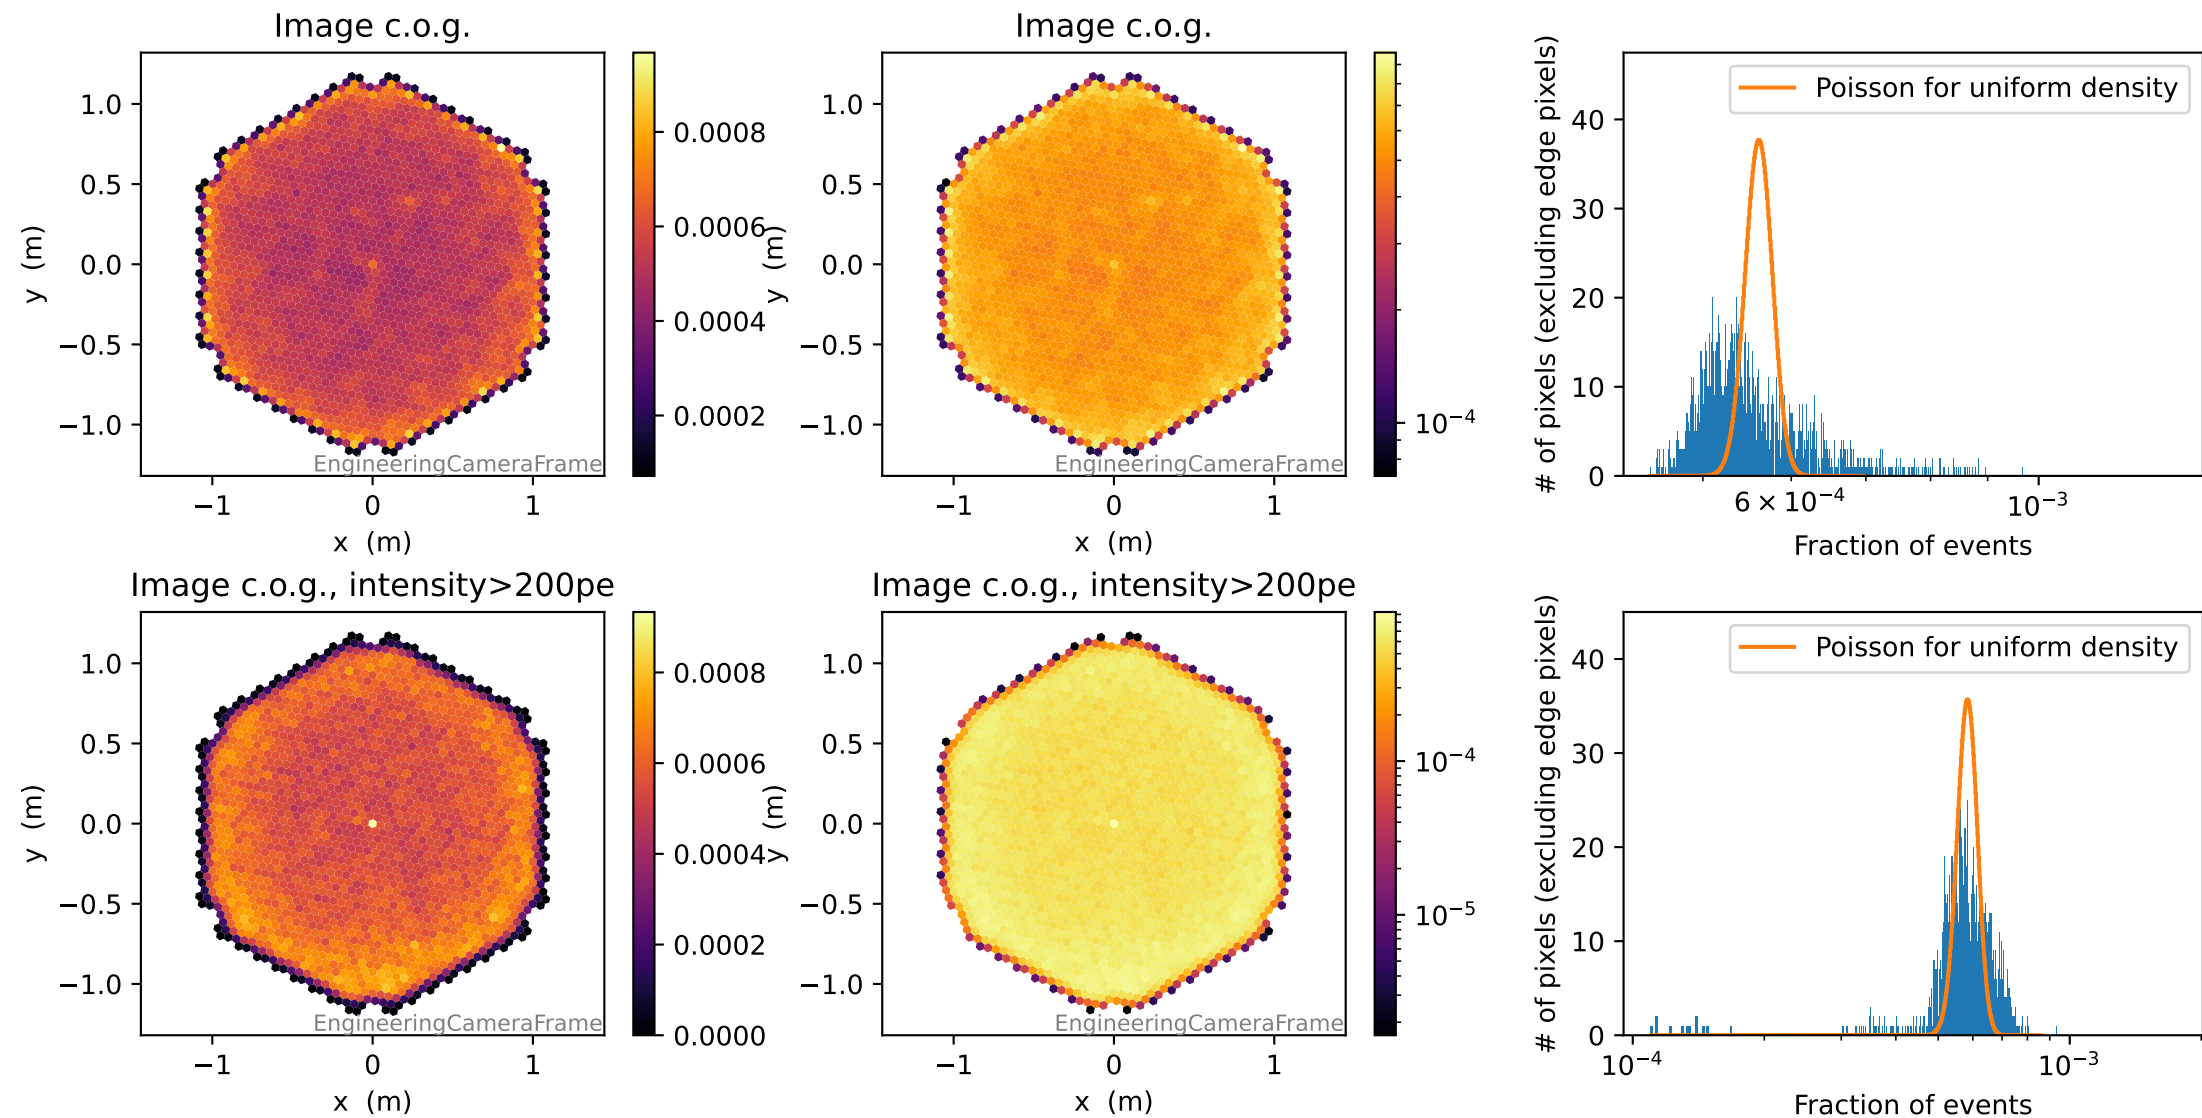 Image c.o.g.
1.0
0.5
0.0
−0.5
−1.0
y (m)
−1
0
1
x (m)
EngineeringCameraFrame
0.0008
0.0006
0.0004
0.0002
Image c.o.g.
1.0
0.5
0.0
−0.5
−1.0
y (m)
−1
0
1
x (m)
EngineeringCameraFrame
10⁻⁴
Poisson for uniform density
# of pixels (excluding edge pixels)
40
30
20
10
0
6 × 10⁻⁴
10⁻³
Fraction of events
Image c.o.g., intensity>200pe
1.0
0.5
0.0
−0.5
−1.0
y (m)
−1
0
1
x (m)
EngineeringCameraFrame
0.0008
0.0006
0.0004
0.0002
0.0000
Image c.o.g., intensity>200pe
1.0
0.5
0.0
−0.5
−1.0
y (m)
−1
0
1
x (m)
EngineeringCameraFrame
10⁻⁴
10⁻⁵
Poisson for uniform density
# of pixels (excluding edge pixels)
40
30
20
10
0
10⁻⁴
10⁻³
Fraction of events